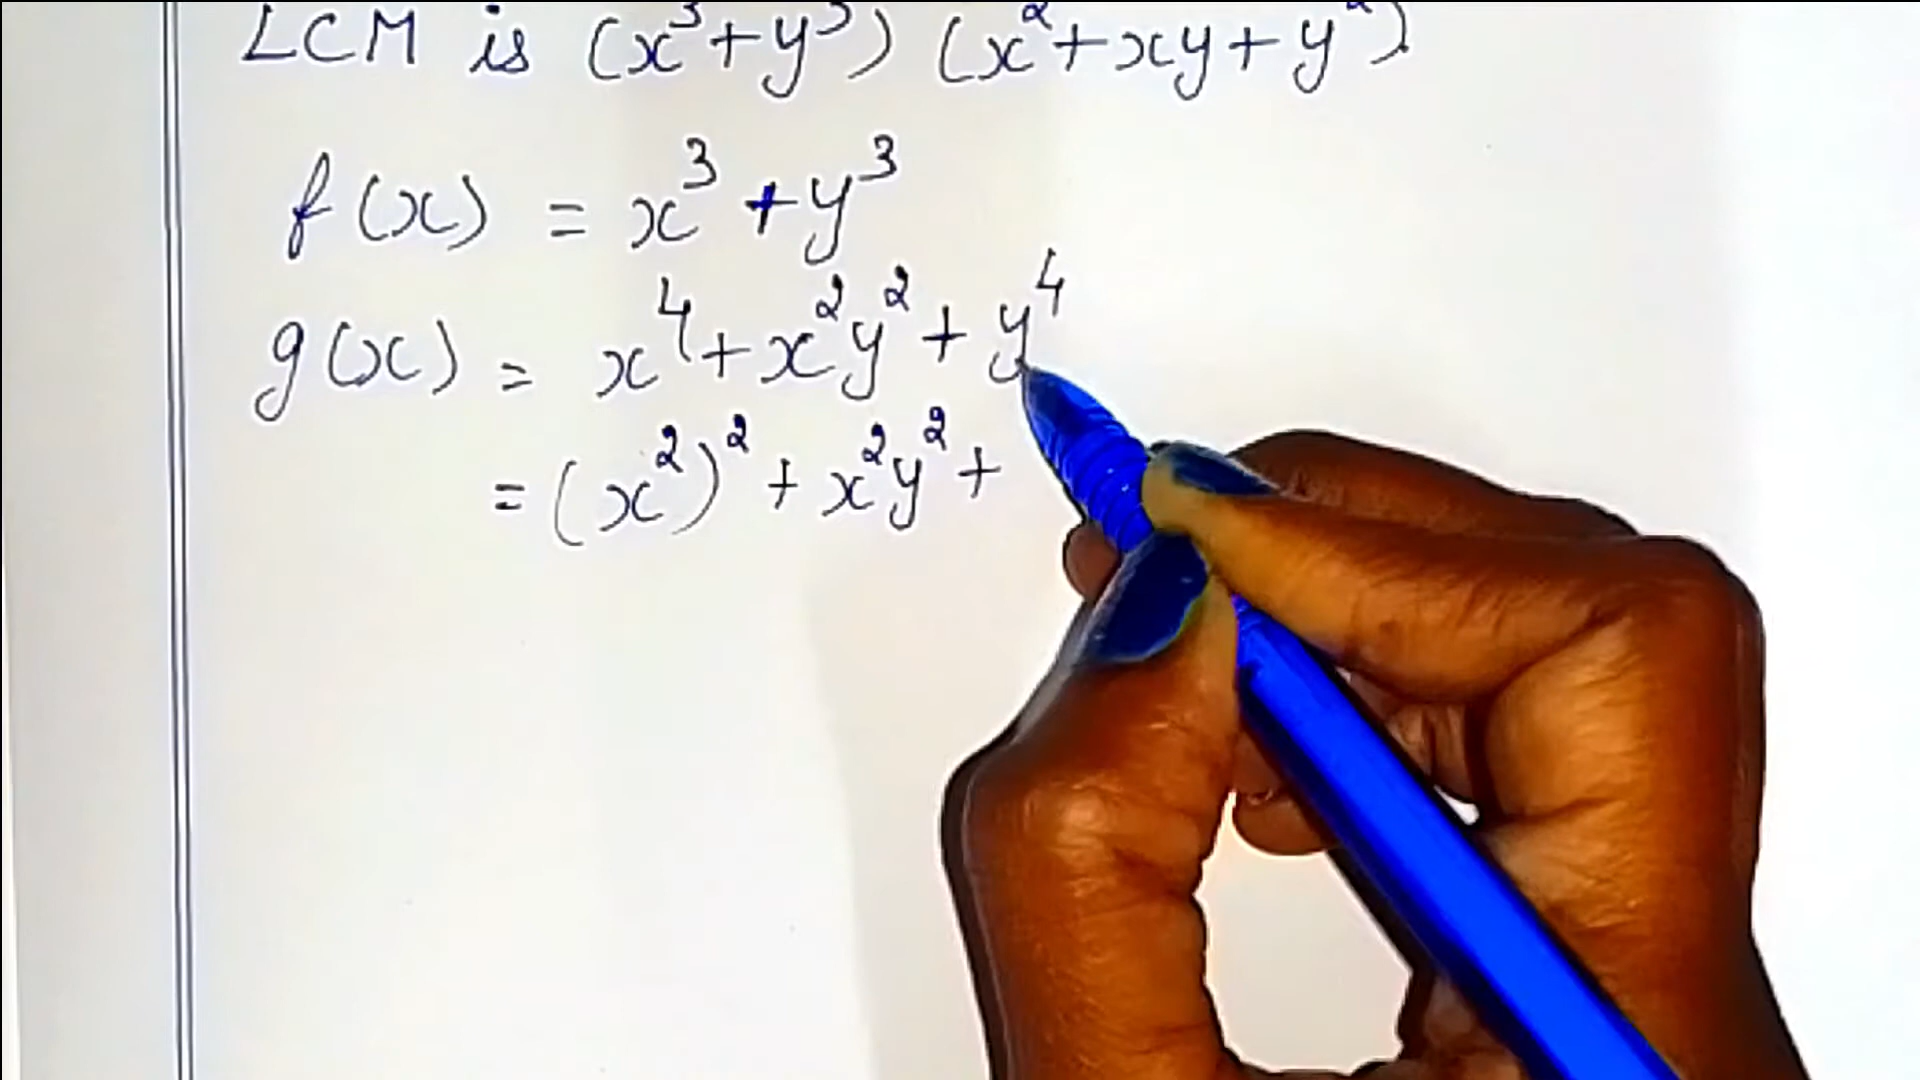 LCM is (x³+y³) (x²+xy+y²)
f(x) = x³ + y³
g(x) = x⁴+x²y²+y⁴
= (x²)² + x²y² +